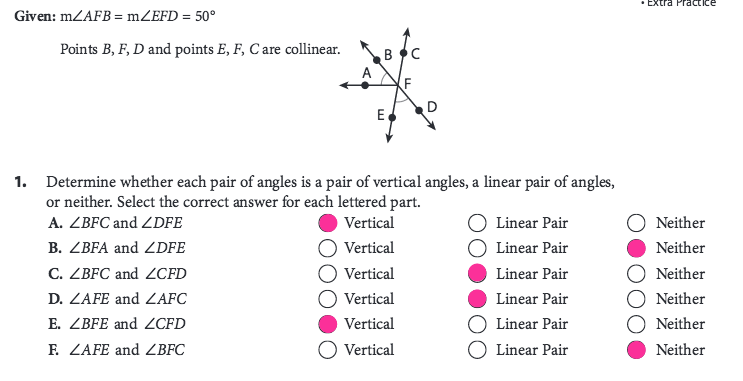 • Extra Practice
Given: m∠AFB = m∠EFD = 50°
Points B, F, D and points E, F, C are collinear.
B C
A
F
D
E
1. Determine whether each pair of angles is a pair of vertical angles, a linear pair of angles,
or neither. Select the correct answer for each lettered part.
A. ∠BFC and ∠DFE Vertical Linear Pair Neither
B. ∠BFA and ∠DFE Vertical Linear Pair Neither
C. ∠BFC and ∠CFD Vertical Linear Pair Neither
D. ∠AFE and ∠AFC Vertical Linear Pair Neither
E. ∠BFE and ∠CFD Vertical Linear Pair Neither
F. ∠AFE and ∠BFC Vertical Linear Pair Neither